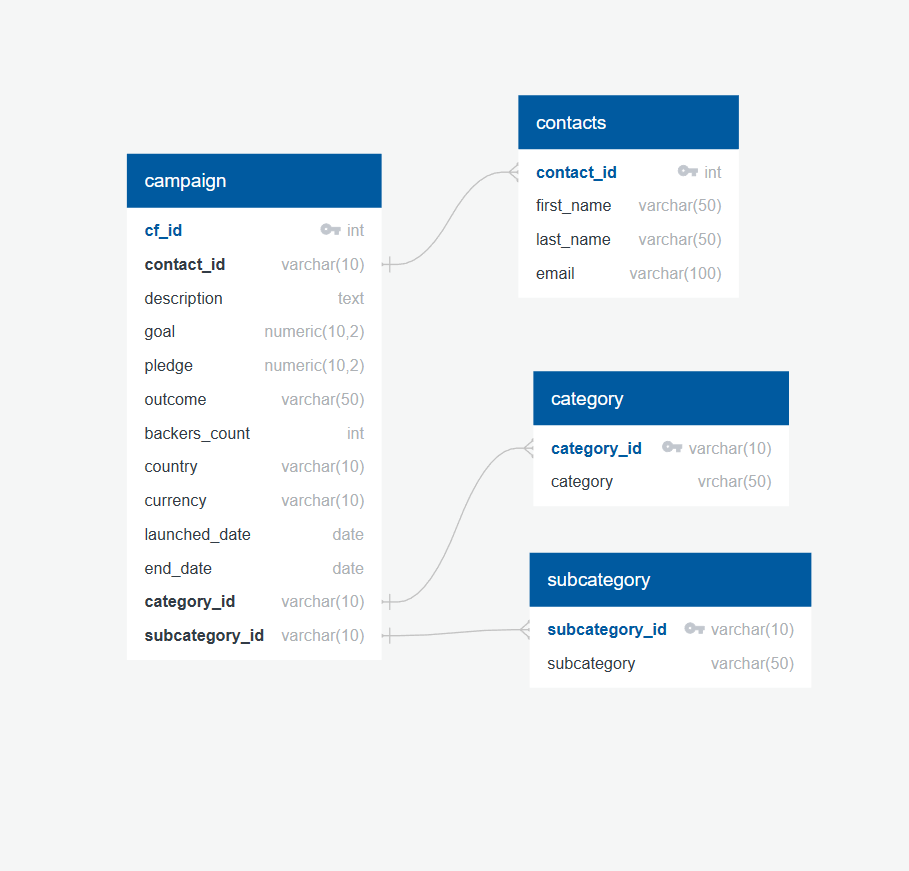 campaign
cf_id int
contact_id varchar(10)
description text
goal numeric(10,2)
pledge numeric(10,2)
outcome varchar(50)
backers_count int
country varchar(10)
currency varchar(10)
launched_date date
end_date date
category_id varchar(10)
subcategory_id varchar(10)
contacts
contact_id int
first_name varchar(50)
last_name varchar(50)
email varchar(100)
category
category_id varchar(10)
category vrchar(50)
subcategory
subcategory_id varchar(10)
subcategory varchar(50)